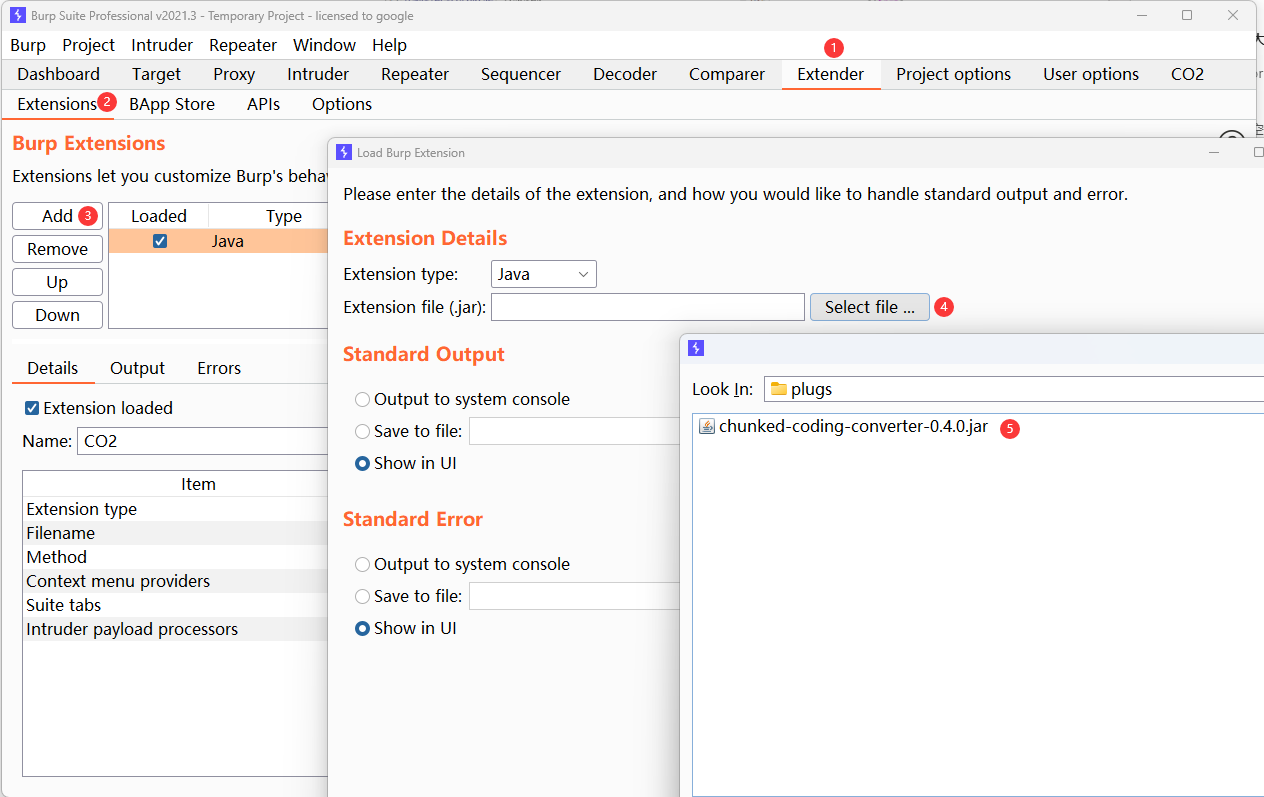 Burp Suite Professional v2021.3 - Temporary Project - licensed to google
Burp Project Intruder Repeater Window Help
1
Dashboard Target Proxy Intruder Repeater Sequencer Decoder Comparer Extender Project options User options CO2
Extensions 2 BApp Store APIs Options
Burp Extensions
Extensions let you customize Burp's
Add 3
Remove
Up
Down
Loaded Type
Java
Details Output Errors
Extension loaded
Name: CO2
Item
Extension type
Filename
Method
Context menu providers
Suite tabs
Intruder payload processors
Load Burp Extension
Please enter the details of the extension, and how you would like to handle standard output and error.
Extension Details
Extension type: Java
Extension file (.jar): Select file ... 4
Standard Output
Output to system console
Save to file:
Show in UI
Standard Error
Output to system console
Save to file:
Show in UI
Look In: plugs
chunked-coding-converter-0.4.0.jar 5